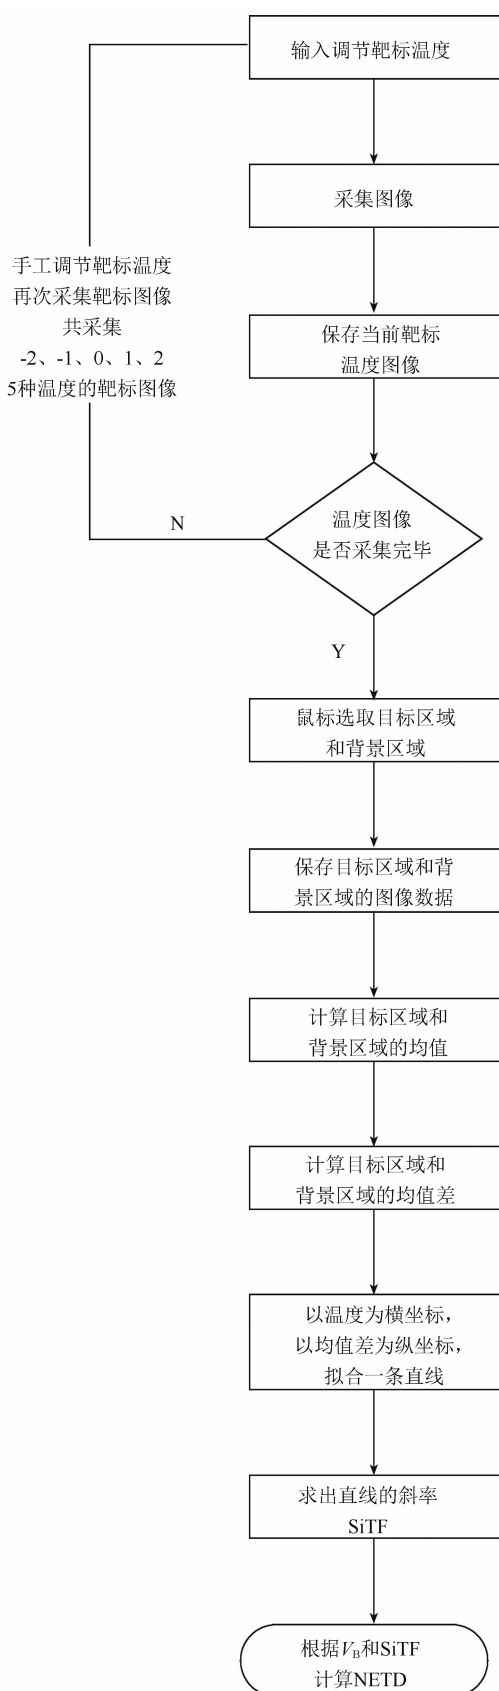 输入调节靶标温度
采集图像
手工调节靶标温度
再次采集靶标图像
共采集
-2、-1、0、1、2
5种温度的靶标图像
保存当前靶标
温度图像
温度图像
是否采集完毕
N
Y
鼠标选取目标区域
和背景区域
保存目标区域和背
景区域的图像数据
计算目标区域和
背景区域的均值
计算目标区域和
背景区域的均值差
以温度为横坐标，
以均值差为纵坐标，
拟合一条直线
求出直线的斜率
SiTF
根据V_B和SiTF
计算NETD